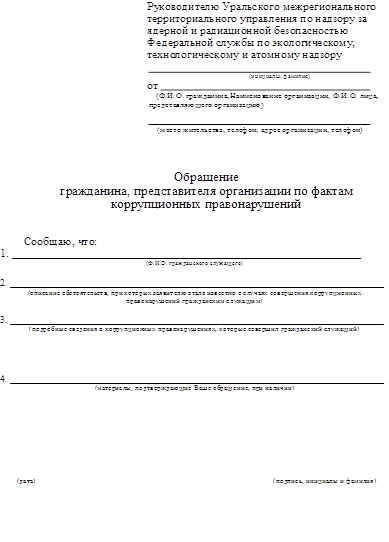 Руководителю Уральского межрегионального
территориального управления по надзору за
ядерной и радиационной безопасностью
Федеральной службы по экологическому,
технологическому и атомному надзору
(инициалы, фамилия)
от
(Ф.И.О. гражданина, Наименование организации, Ф.И.О. лица,
представляющего организацию)
(место жительства, телефон, адрес организации, телефон)
Обращение
гражданина, представителя организации по фактам
коррупционных правонарушений
Сообщаю, что:
1.
(Ф.И.О. гражданского служащего)
2.
(описание обстоятельств, при которых заявителю стало известно о случаях совершения коррупционных
правонарушений гражданским служащим)
3.
(подробные сведения о коррупционных правонарушениях, которые совершил гражданский служащий)
4.
(материалы, подтверждающие Ваше обращение, при наличии)
(дата) (подпись, инициалы и фамилия)